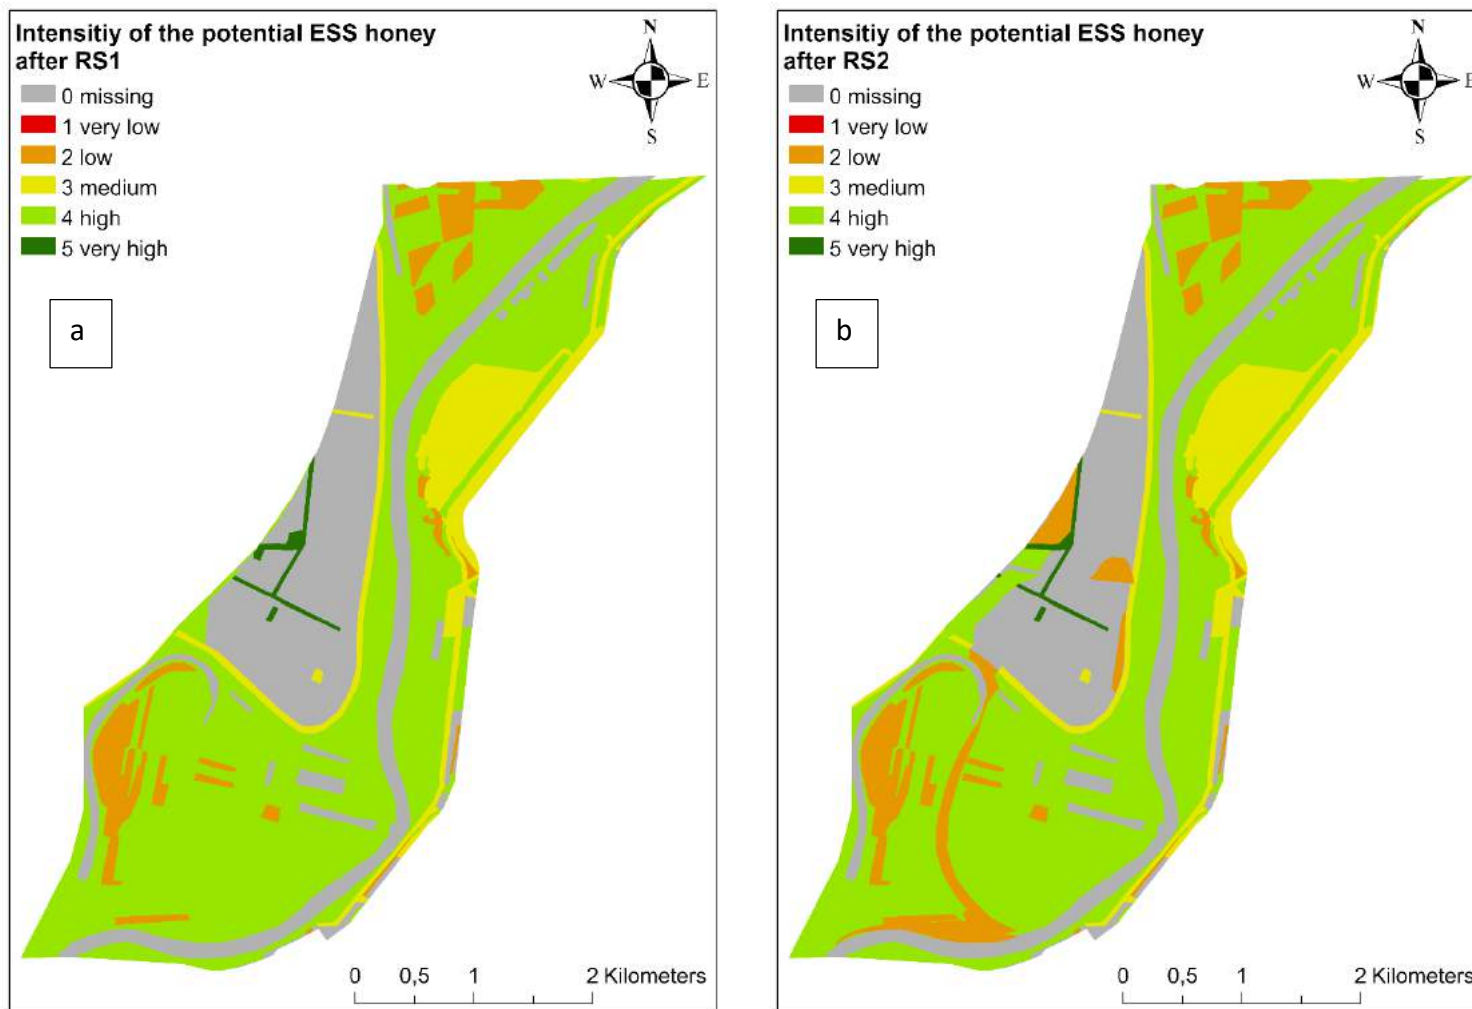 Intensitiy of the potential ESS honey
after RS1
N
W
E
S
0 missing
1 very low
2 low
3 medium
4 high
5 very high
a
0
0,5
1
2 Kilometers
Intensitiy of the potential ESS honey
after RS2
N
W
E
S
0 missing
1 very low
2 low
3 medium
4 high
5 very high
b
0
0,5
1
2 Kilometers